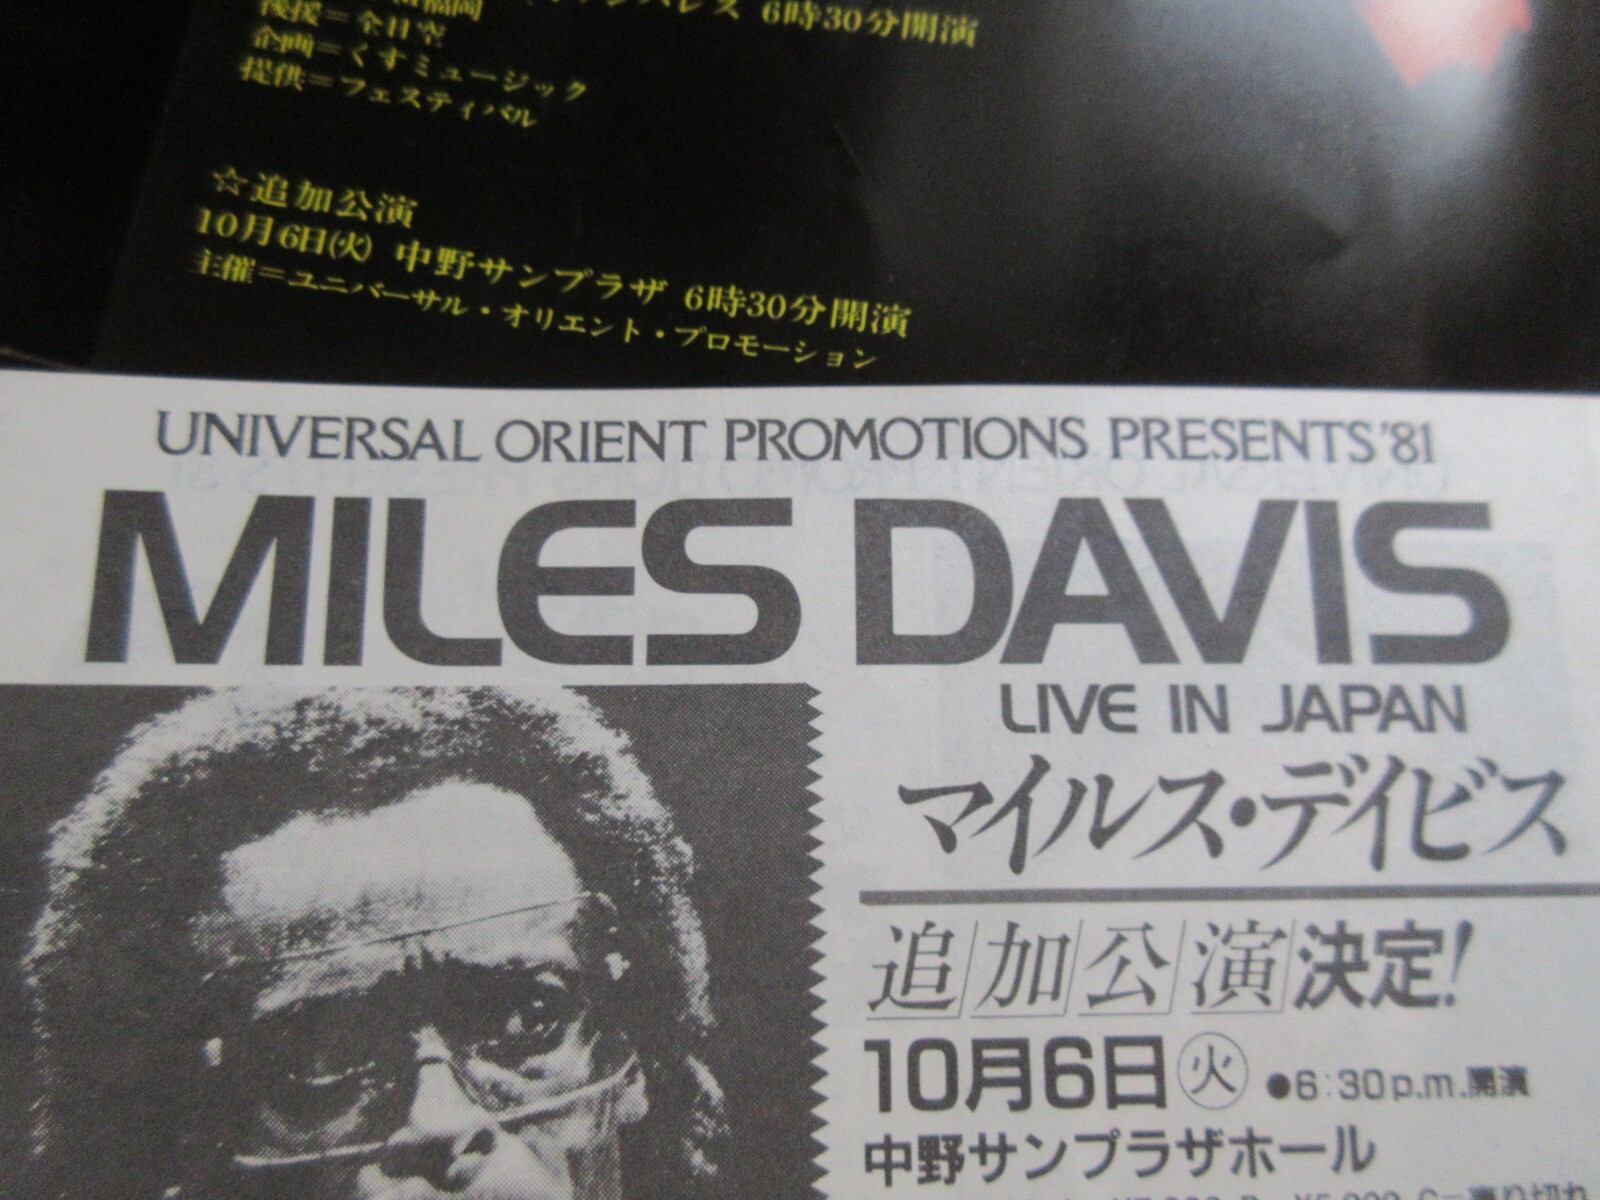 6時30分開演
後援=全日空
企画=くすミュージック
提供=フェスティバル
☆追加公演
10月6日(火) 中野サンプラザ 6時30分開演
主催=ユニバーサル・オリエント・プロモーション
UNIVERSAL ORIENT PROMOTIONS PRESENTS '81
MILES DAVIS
LIVE IN JAPAN
マイルス・デイビス
追加公演決定!
10月6日 火 ●6:30p.m.開演
中野サンプラザホール